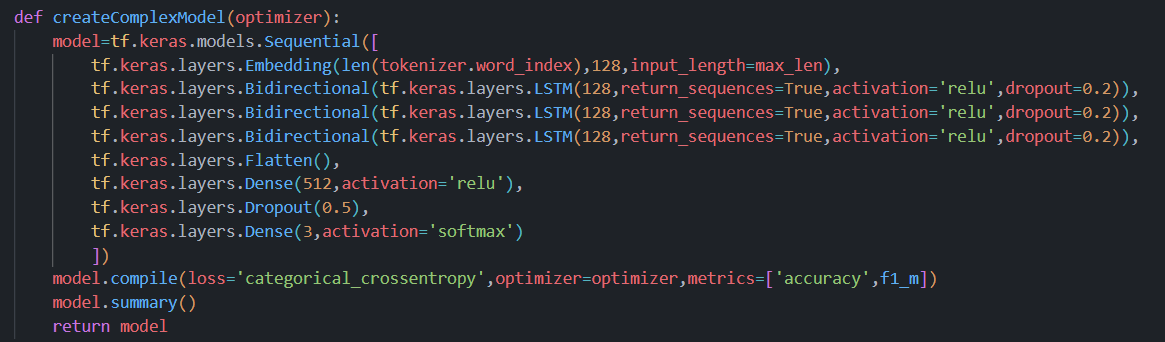 def createComplexModel(optimizer):
    model=tf.keras.models.Sequential([
        tf.keras.layers.Embedding(len(tokenizer.word_index),128,input_length=max_len),
        tf.keras.layers.Bidirectional(tf.keras.layers.LSTM(128,return_sequences=True,activation='relu',dropout=0.2)),
        tf.keras.layers.Bidirectional(tf.keras.layers.LSTM(128,return_sequences=True,activation='relu',dropout=0.2)),
        tf.keras.layers.Bidirectional(tf.keras.layers.LSTM(128,return_sequences=True,activation='relu',dropout=0.2)),
        tf.keras.layers.Flatten(),
        tf.keras.layers.Dense(512,activation='relu'),
        tf.keras.layers.Dropout(0.5),
        tf.keras.layers.Dense(3,activation='softmax')
        ])
    model.compile(loss='categorical_crossentropy',optimizer=optimizer,metrics=['accuracy',f1_m])
    model.summary()
    return model